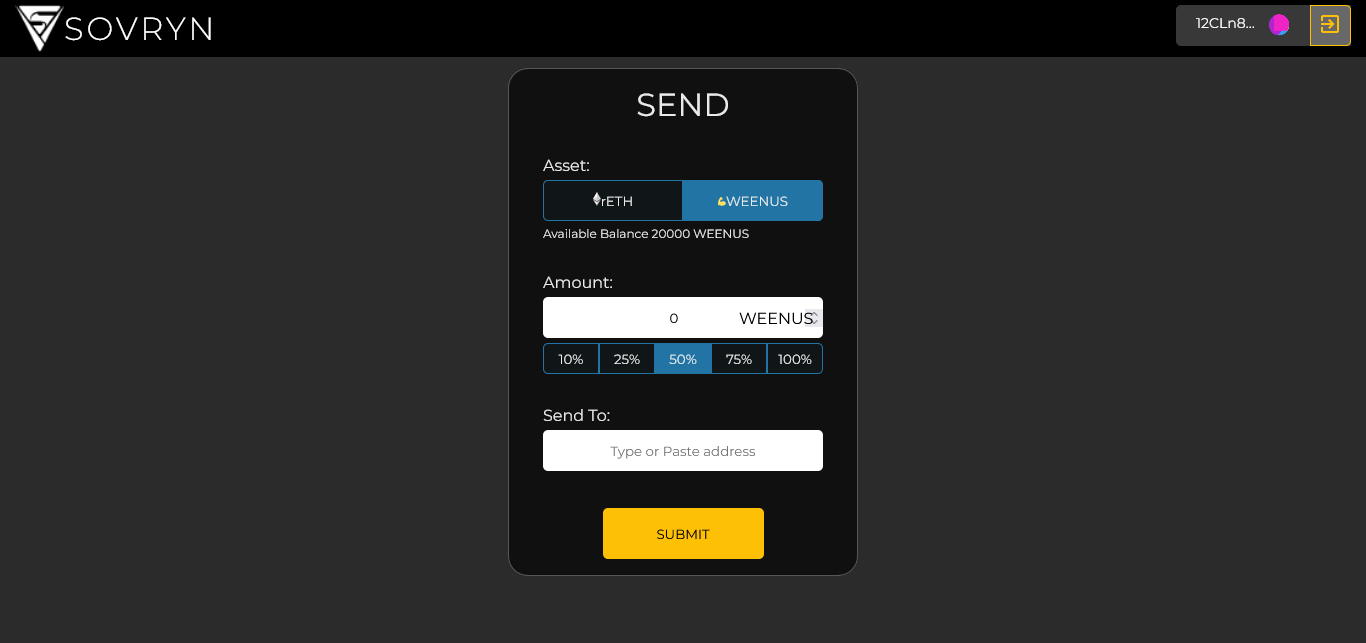 SOVRYN
12CLn8...
SEND
Asset:
rETH WEENUS
Available Balance 20000 WEENUS
Amount:
0 WEENUS
10% 25% 50% 75% 100%
Send To:
Type or Paste address
SUBMIT